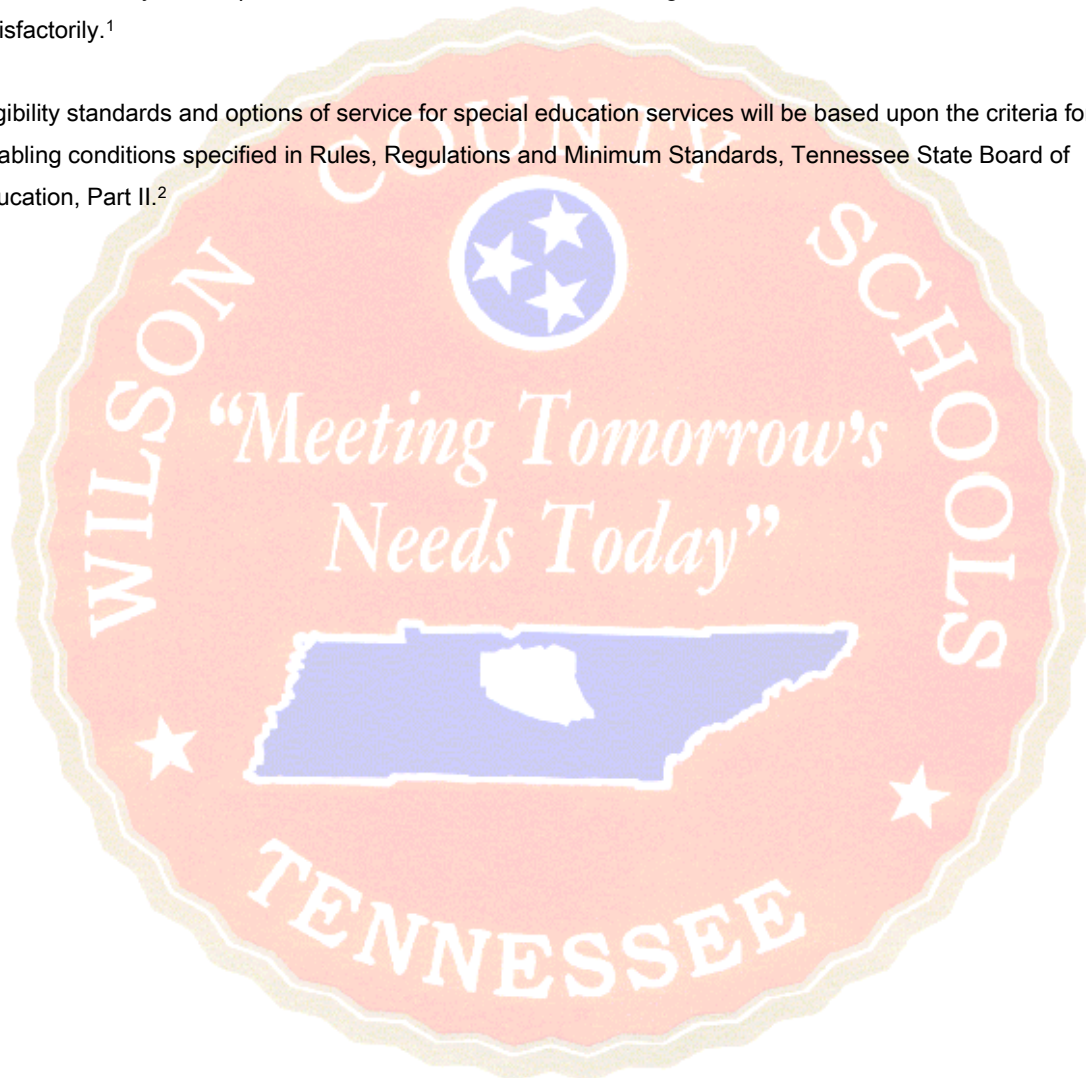 isfactorily.1
gibility standards and options of service for special education services will be based upon the criteria fo
abling conditions specified in Rules, Regulations and Minimum Standards, Tennessee State Board of
ucation, Part II.2
WILSON COUNTY SCHOOLS
“Meeting Tomorrow’s
Needs Today”
TENNESSEE